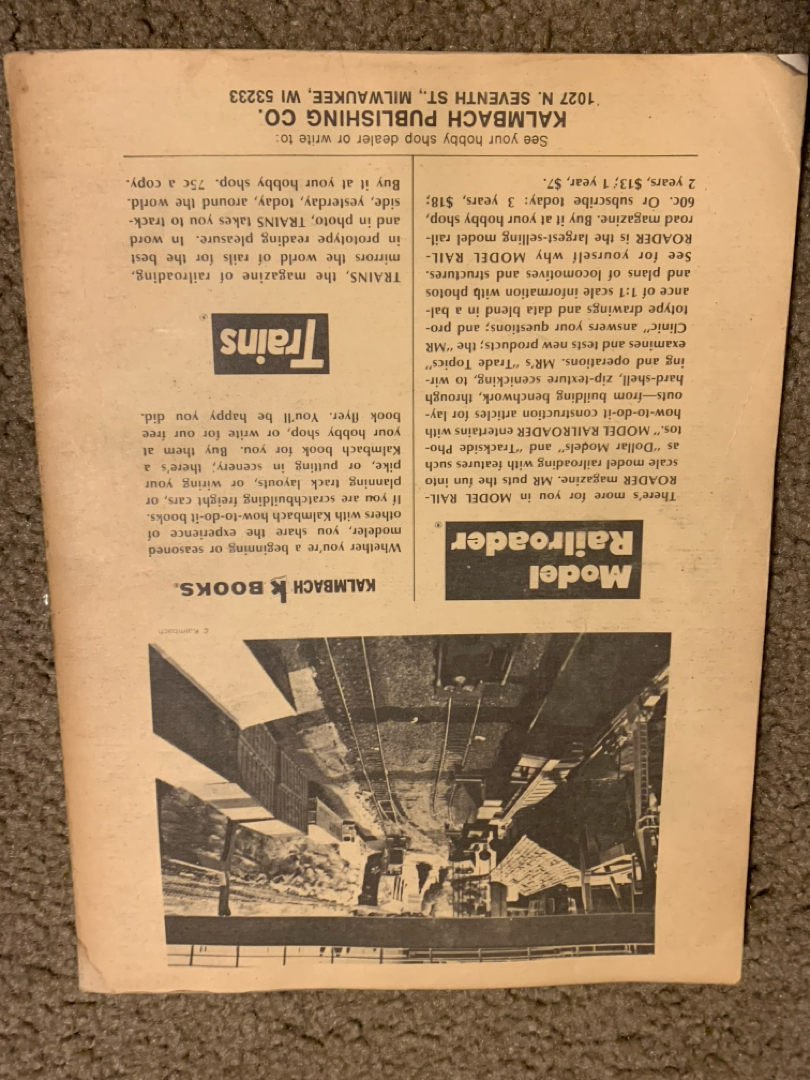 © Kalmbach
Model
Railroader
®
There's more for you in MODEL RAIL-
ROADER magazine. MR puts the fun into
scale model railroading with features such
as "Dollar Models" and "Trackside Pho-
tos." MODEL RAILROADER entertains with
how-to-do-it construction articles for lay-
outs—from building benchwork, through
hard-shell, zip-texture scenicking, to wir-
ing and operations. MR's "Trade Topics"
examines and tests new products; the "MR
Clinic" answers your questions; and pro-
totype drawings and data blend in a bal-
ance of 1:1 scale information with photos
and plans of locomotives and structures.
See for yourself why MODEL RAIL-
ROADER is the largest-selling model rail-
road magazine. Buy it at your hobby shop,
60c. Or subscribe today: 3 years, $18;
2 years, $13; 1 year, $7.
KALMBACH K BOOKS®
Whether you're a beginning or seasoned
modeler, you share the experience of
others with Kalmbach how-to-do-it books.
If you are scratchbuilding freight cars, or
planning track layouts, or wiring your
pike, or putting in scenery; there's a
Kalmbach book for you. Buy them at
your hobby shop, or write for our free
book flyer. You'll be happy you did.
Trains
®
TRAINS, the magazine of railroading,
mirrors the world of rails for the best
in prototype reading pleasure. In word
and in photo, TRAINS takes you to track-
side, yesterday, today, around the world.
Buy it at your hobby shop. 75c a copy.
See your hobby shop dealer or write to:
KALMBACH PUBLISHING CO.
1027 N. SEVENTH ST., MILWAUKEE, WI 53233